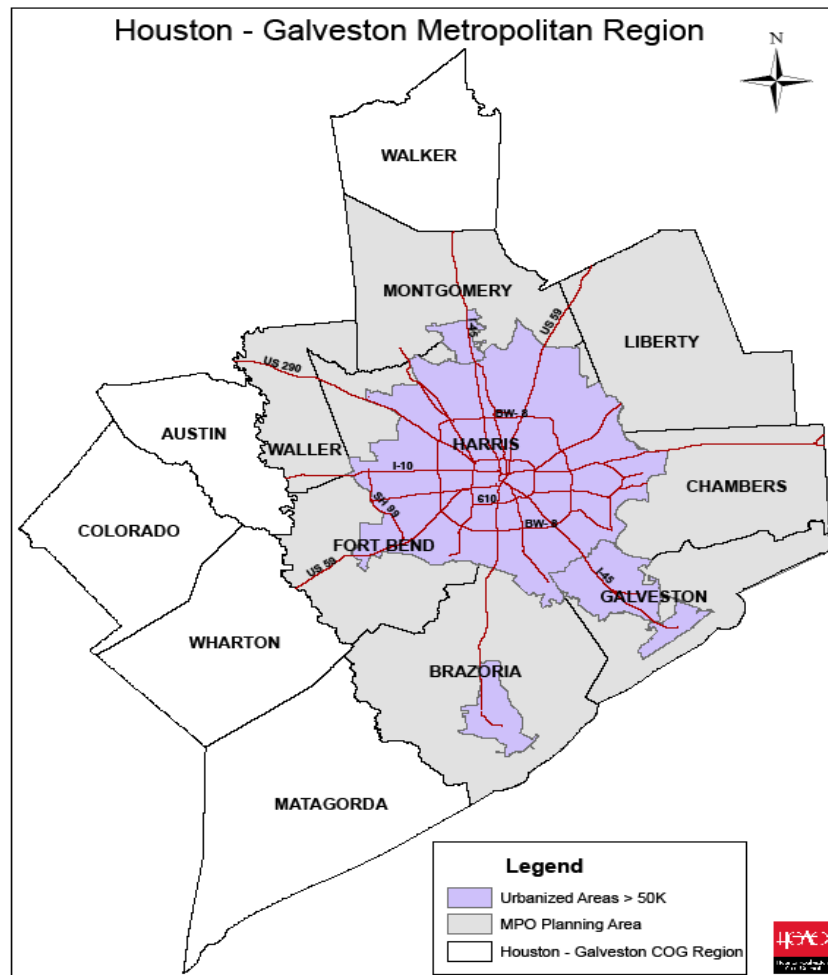 Houston - Galveston Metropolitan Region
N
WALKER
MONTGOMERY
I-45
US 59
LIBERTY
US 290
AUSTIN
WALLER
BW- 8
HARRIS
I-10
610
SH 99
BW- 8
CHAMBERS
COLORADO
FORT BEND
US 59
I-45
GALVESTON
WHARTON
BRAZORIA
MATAGORDA
Legend
Urbanized Areas > 50K
MPO Planning Area
Houston - Galveston COG Region